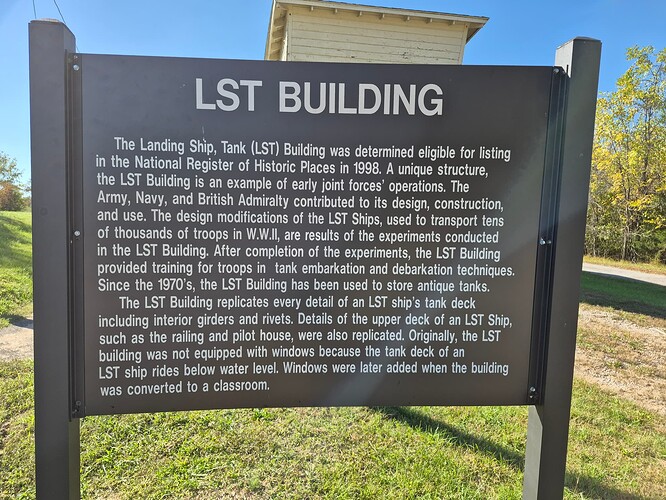 LST BUILDING
The Landing Ship, Tank (LST) Building was determined eligible for listing
in the National Register of Historic Places in 1998. A unique structure,
the LST Building is an example of early joint forces' operations. The
Army, Navy, and British Admiralty contributed to its design, construction,
and use. The design modifications of the LST Ships, used to transport tens
of thousands of troops in W.W.II, are results of the experiments conducted
in the LST Building. After completion of the experiments, the LST Building
provided training for troops in tank embarkation and debarkation techniques.
Since the 1970's, the LST Building has been used to store antique tanks.
The LST Building replicates every detail of an LST ship's tank deck
including interior girders and rivets. Details of the upper deck of an LST Ship,
such as the railing and pilot house, were also replicated. Originally, the LST
building was not equipped with windows because the tank deck of an
LST ship rides below water level. Windows were later added when the building
was converted to a classroom.